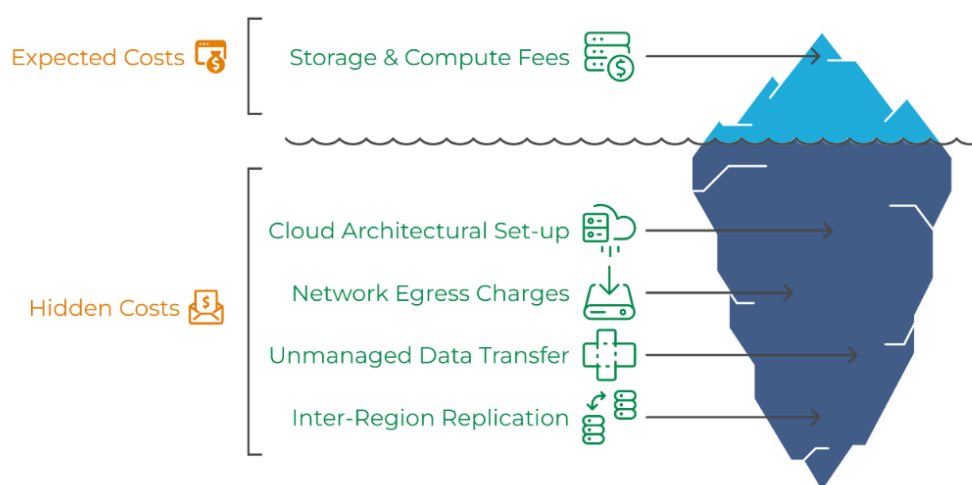 Expected Costs
Storage & Compute Fees
$
Hidden Costs
$
Cloud Architectural Set-up
Network Egress Charges
Unmanaged Data Transfer
Inter-Region Replication